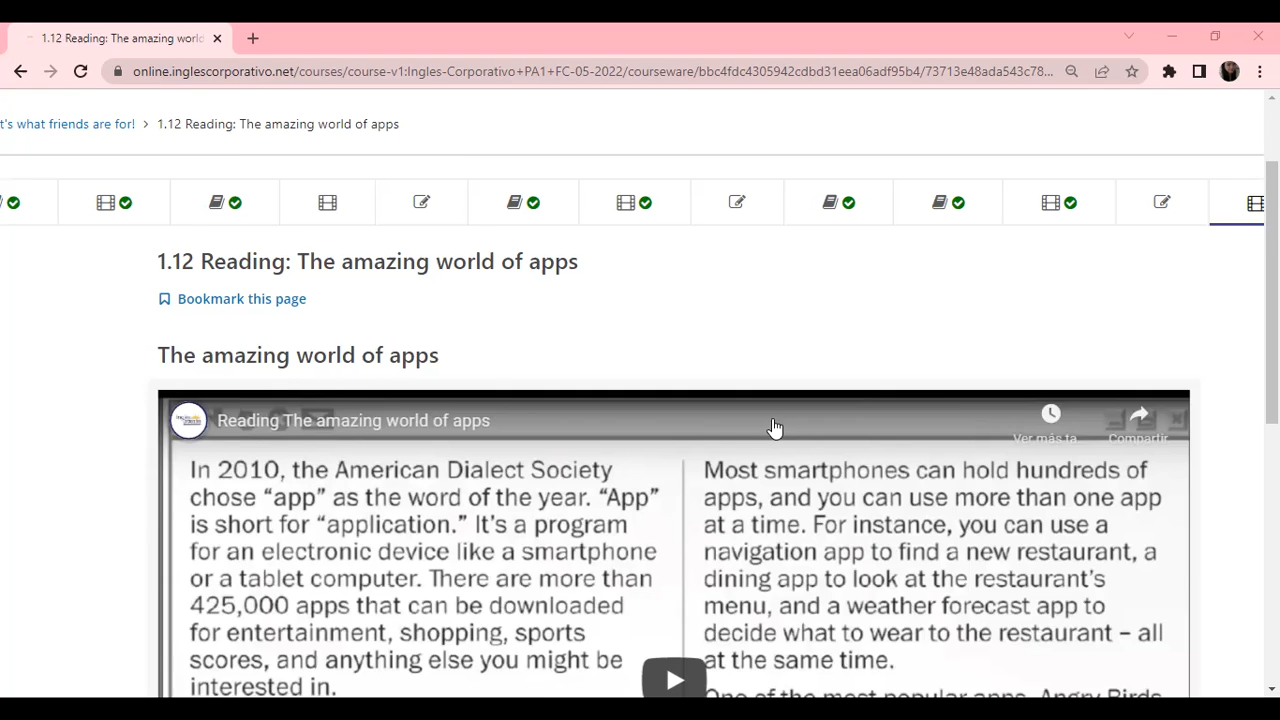 1.12 Reading: The amazing world
online.inglescorporativo.net/courses/course-v1:Ingles-Corporativo+PA1+FC-05-2022/courseware/bbc4fdc4305942cdbd31eea06adf95b4/73713e48ada543c78...
t's what friends are for! > 1.12 Reading: The amazing world of apps
1.12 Reading: The amazing world of apps
Bookmark this page
The amazing world of apps
Reading The amazing world of apps
Ver más ta
Compartir
In 2010, the American Dialect Society
chose “app” as the word of the year. “App”
is short for “application.” It's a program
for an electronic device like a smartphone
or a tablet computer. There are more than
425,000 apps that can be downloaded
for entertainment, shopping, sports
scores, and anything else you might be
interested in.
Most smartphones can hold hundreds of
apps, and you can use more than one app
at a time. For instance, you can use a
navigation app to find a new restaurant, a
dining app to look at the restaurant's
menu, and a weather forecast app to
decide what to wear to the restaurant – all
at the same time.
One of the most popular apps, Angry Birds